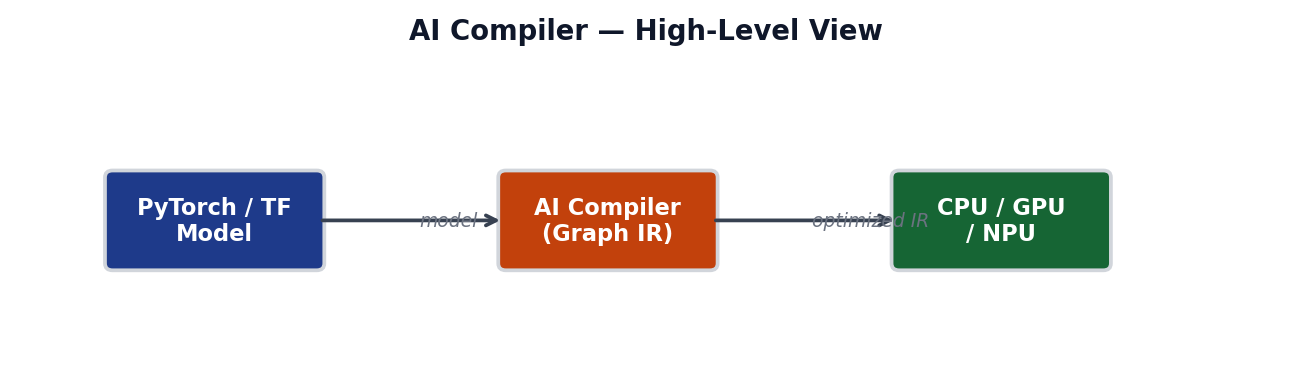 AI Compiler — High-Level View
PyTorch / TF
Model
model
AI Compiler
(Graph IR)
optimized IR
CPU / GPU
/ NPU